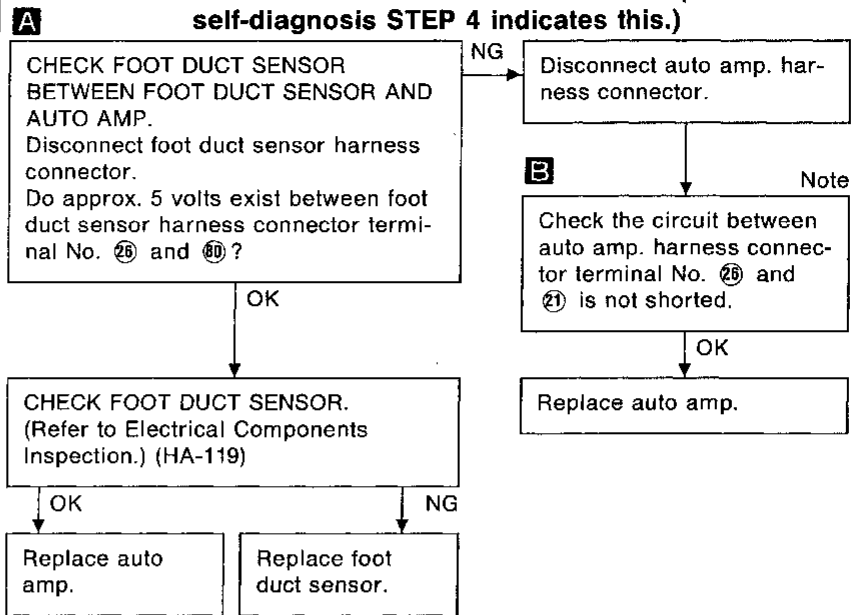 A
self-diagnosis STEP 4 indicates this.)
CHECK FOOT DUCT SENSOR
BETWEEN FOOT DUCT SENSOR AND
AUTO AMP.
Disconnect foot duct sensor harness
connector.
Do approx. 5 volts exist between foot
duct sensor harness connector termi-
nal No. ㉖ and 80?
NG
Disconnect auto amp. har-
ness connector.
B
Note
Check the circuit between
auto amp. harness connec-
tor terminal No. ㉖ and
㉑ is not shorted.
OK
Replace auto amp.
OK
CHECK FOOT DUCT SENSOR.
(Refer to Electrical Components
Inspection.) (HA-119)
OK
NG
Replace auto
amp.
Replace foot
duct sensor.